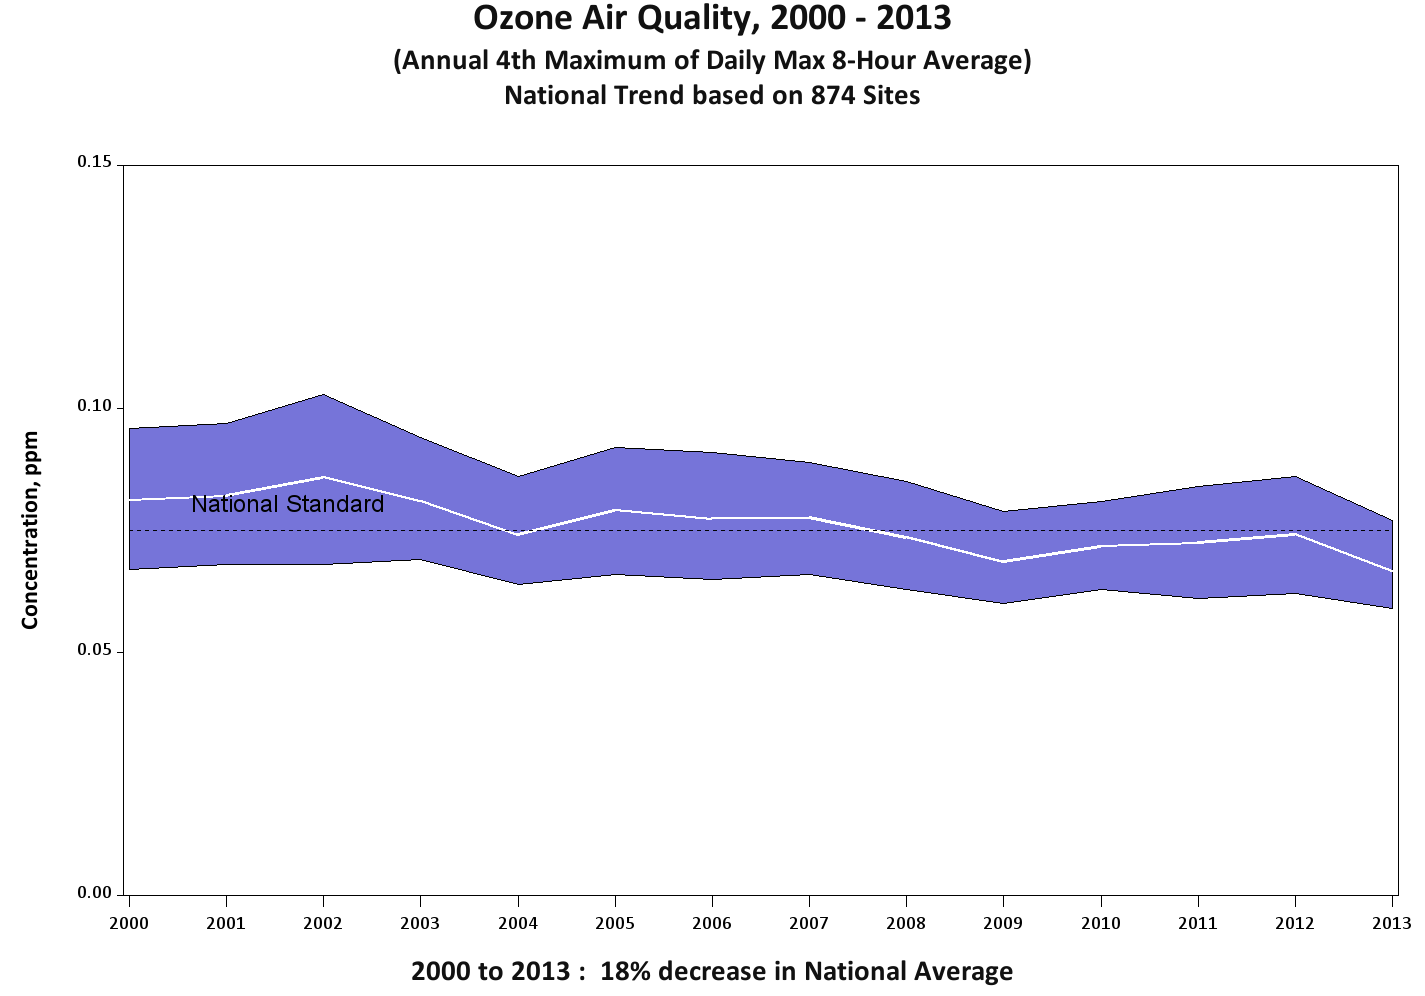 Ozone Air Quality, 2000 - 2013
(Annual 4th Maximum of Daily Max 8-Hour Average)
National Trend based on 874 Sites
0.15
0.10
0.05
0.00
Concentration, ppm
National Standard
2000 2001 2002 2003 2004 2005 2006 2007 2008 2009 2010 2011 2012 2013
2000 to 2013 : 18% decrease in National Average